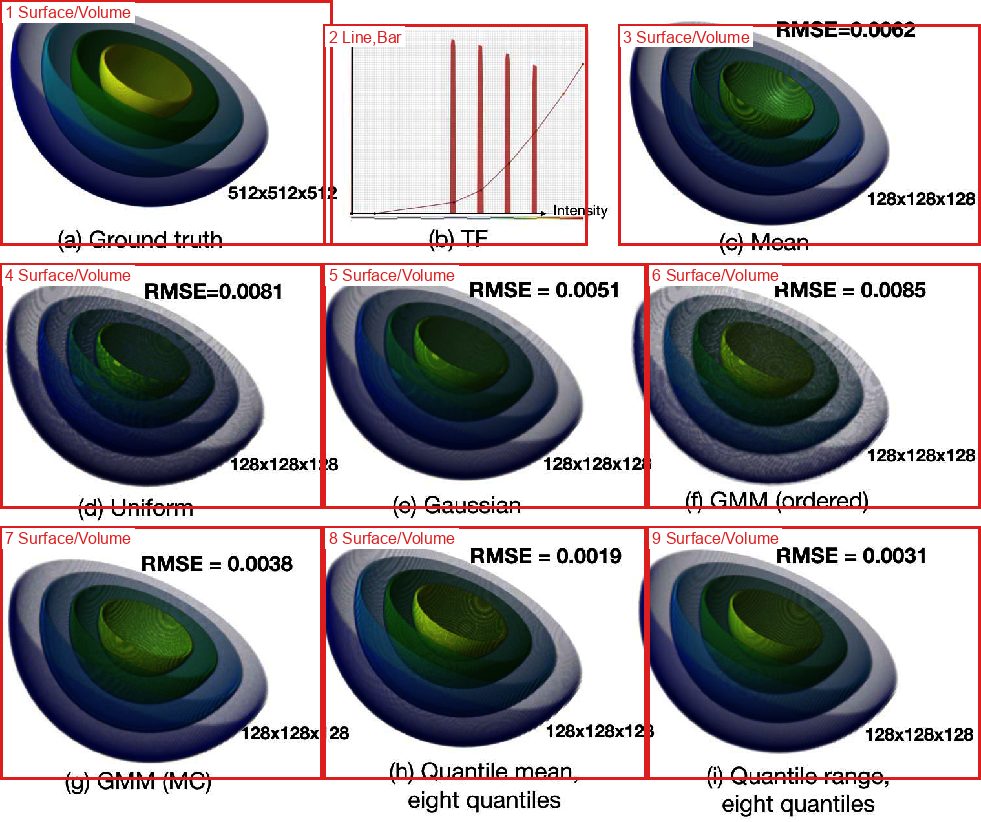 1 Surface/Volume
2 Line,Bar
3 Surface/Volume
RMSE=0.0062
512x512x512
Intensity
128x128x128
(a) Ground truth
(b) TF
(c) Mean
4 Surface/Volume
RMSE=0.0081
5 Surface/Volume
RMSE = 0.0051
6 Surface/Volume
RMSE = 0.0085
128x128x128
128x128x128
128x128x128
(d) Uniform
(e) Gaussian
(f) GMM (ordered)
7 Surface/Volume
RMSE = 0.0038
8 Surface/Volume
RMSE = 0.0019
9 Surface/Volume
RMSE = 0.0031
128x128x128
128x128x128
128x128x128
(g) GMM (MC)
(h) Quantile mean,
eight quantiles
(i) Quantile range,
eight quantiles